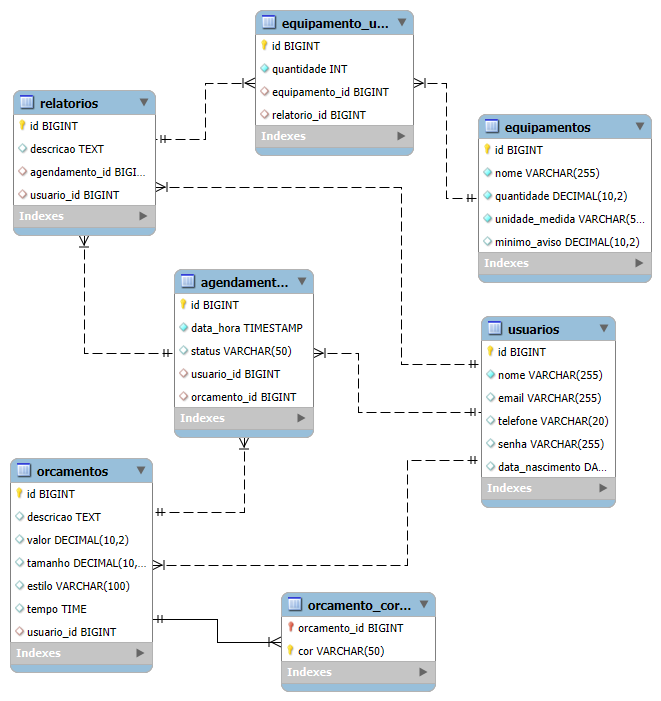 equipamento_u...
id BIGINT
quantidade INT
equipamento_id BIGINT
relatorio_id BIGINT
Indexes
relatorios
id BIGINT
descricao TEXT
agendamento_id BIGI...
usuario_id BIGINT
Indexes
equipamentos
id BIGINT
nome VARCHAR(255)
quantidade DECIMAL(10,2)
unidade_medida VARCHAR(5...
minimo_aviso DECIMAL(10,2)
Indexes
agendament...
id BIGINT
data_hora TIMESTAMP
status VARCHAR(50)
usuario_id BIGINT
orcamento_id BIGINT
Indexes
usuarios
id BIGINT
nome VARCHAR(255)
email VARCHAR(255)
telefone VARCHAR(20)
senha VARCHAR(255)
data_nascimento DA...
Indexes
orcamentos
id BIGINT
descricao TEXT
valor DECIMAL(10,2)
tamanho DECIMAL(10,...
estilo VARCHAR(100)
tempo TIME
usuario_id BIGINT
Indexes
orcamento_cor...
orcamento_id BIGINT
cor VARCHAR(50)
Indexes